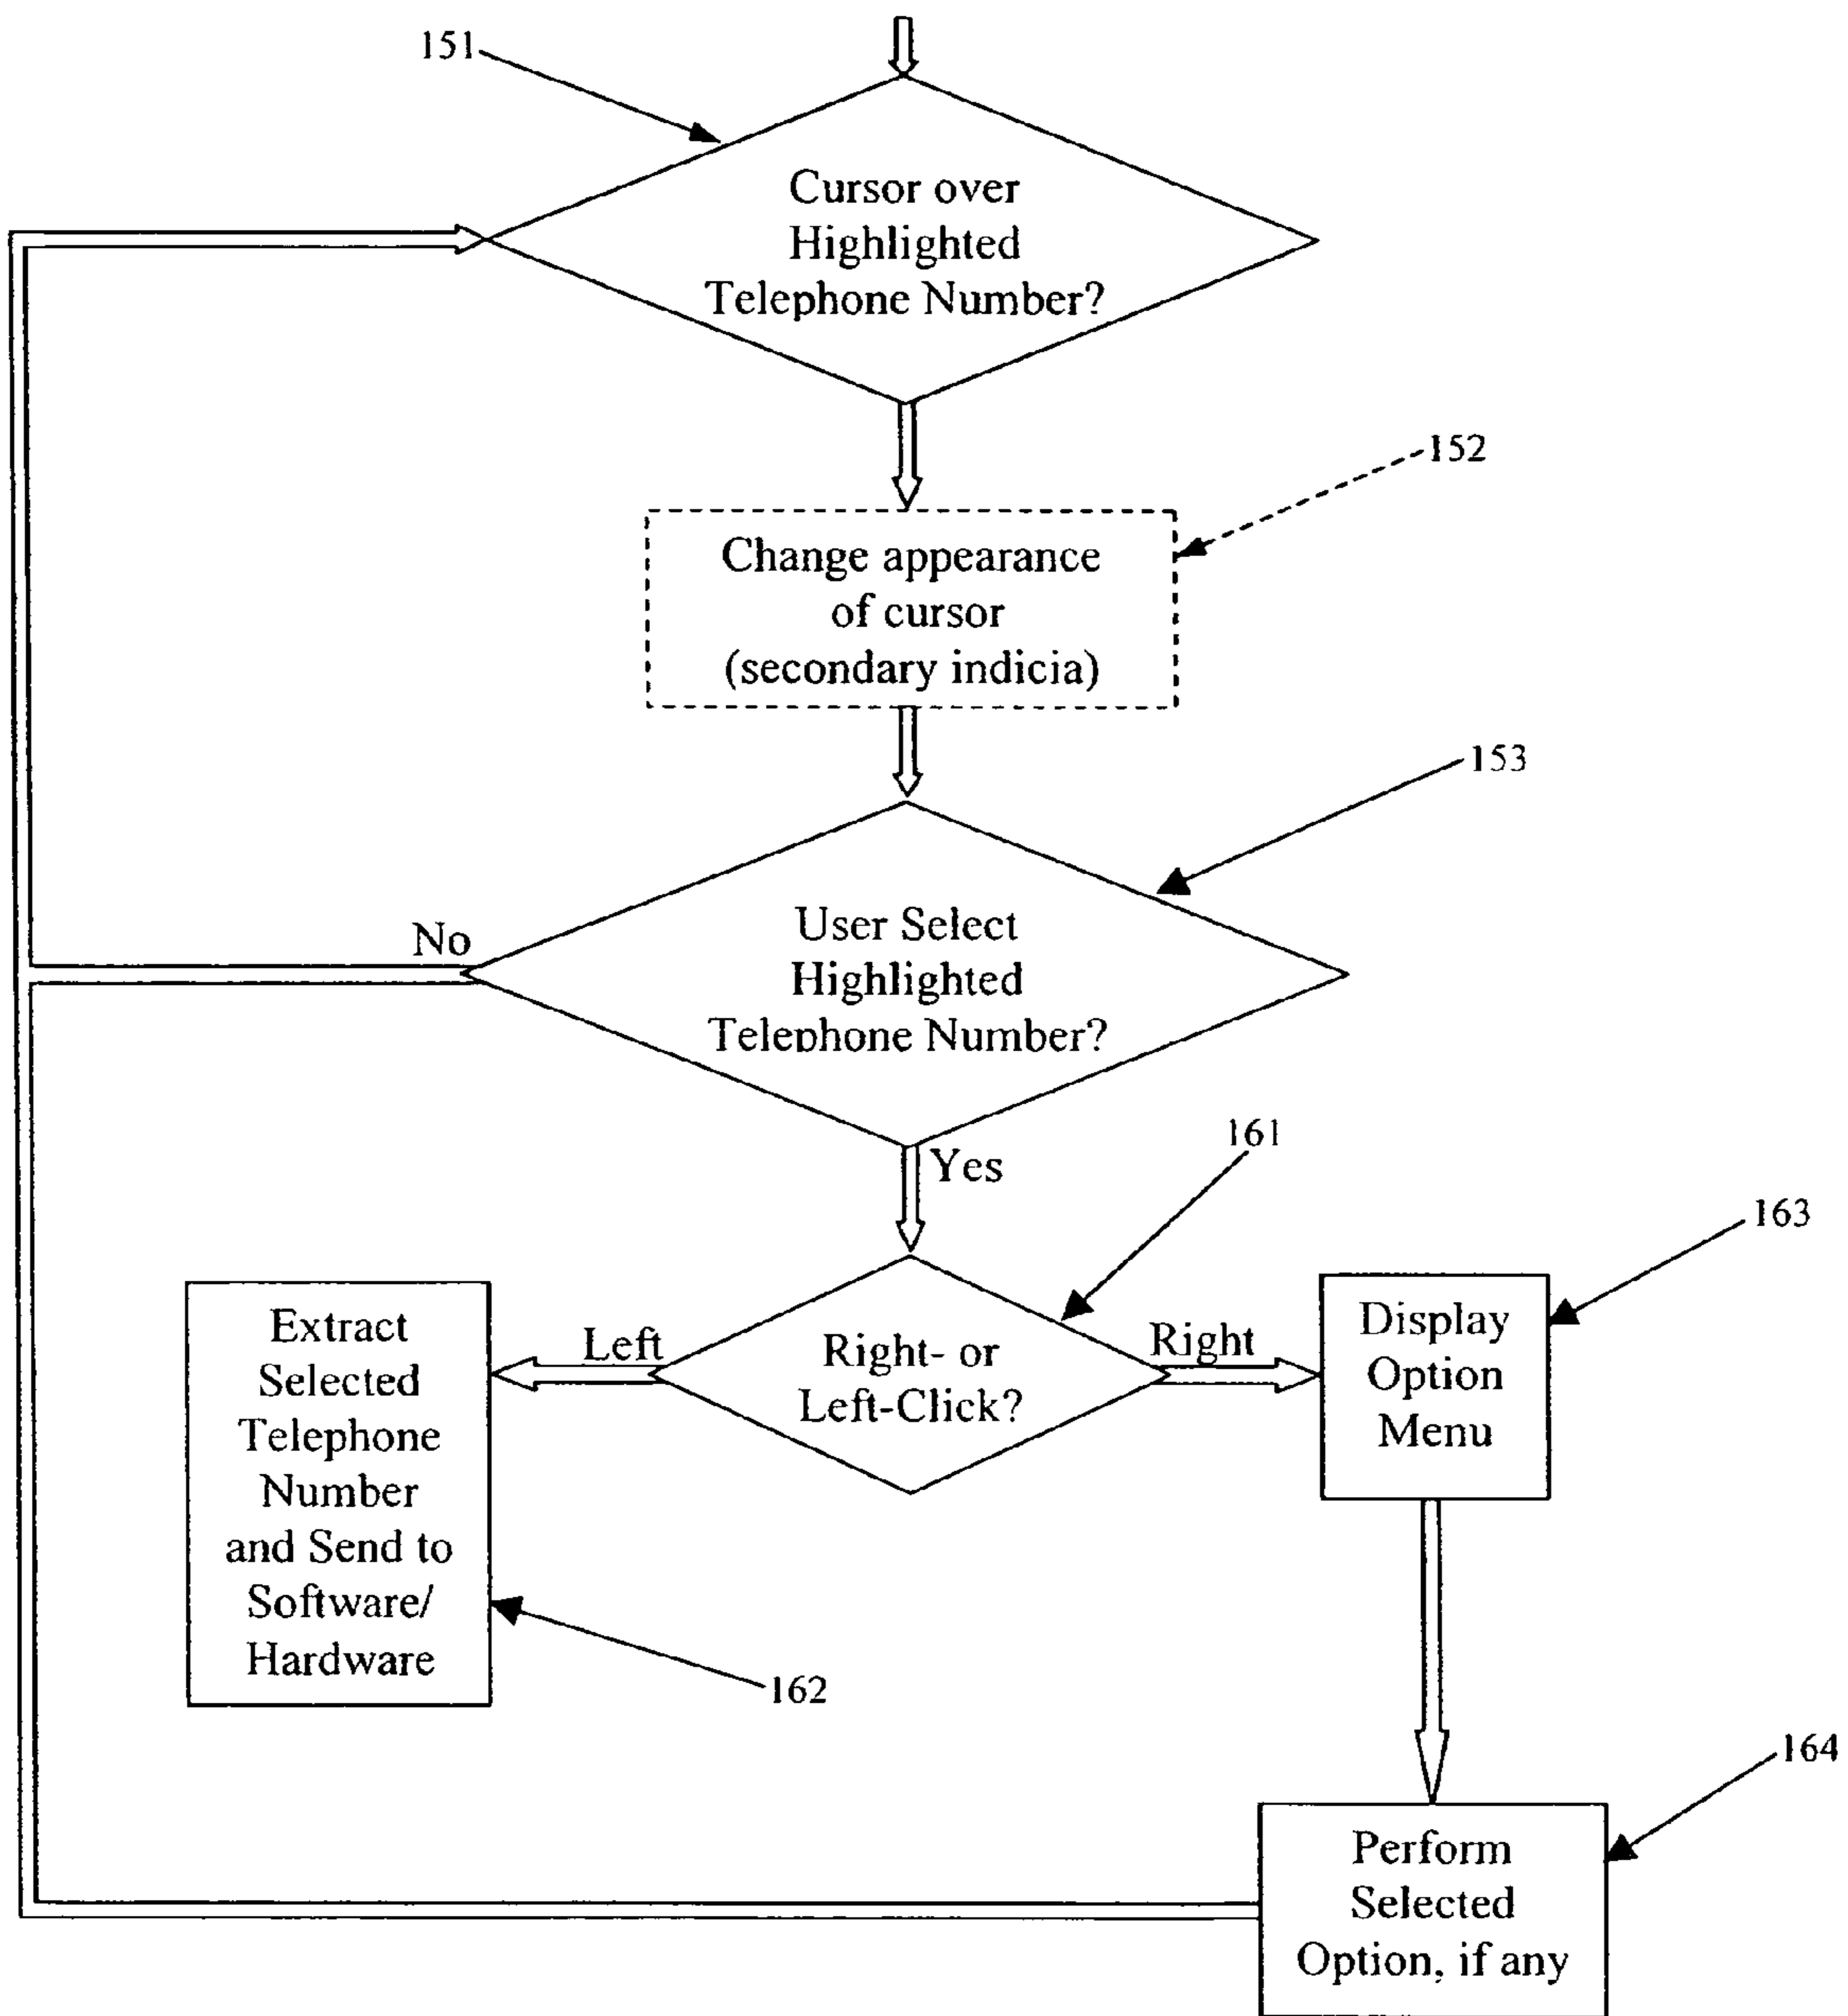 151
Cursor over
Highlighted
Telephone Number?
152
Change appearance
of cursor
(secondary indicia)
153
No
User Select
Highlighted
Telephone Number?
Yes
161
163
Left
Right- or
Left-Click?
Right
Display
Option
Menu
Extract
Selected
Telephone
Number
and Send to
Software/
Hardware
162
164
Perform
Selected
Option, if any